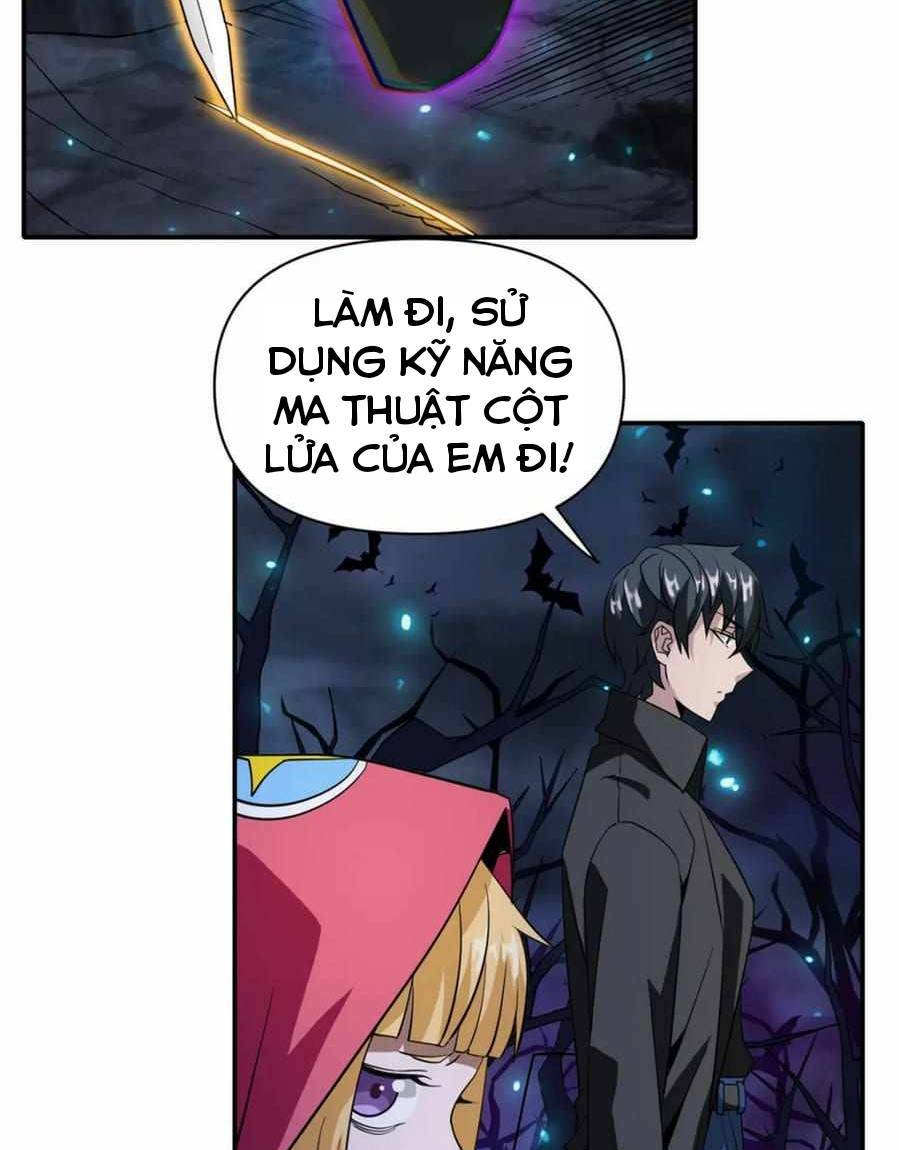 LÀM ĐI, SỬ
DỤNG KỸ NĂNG
MA THUẬT CỘT
LỬA CỦA EM ĐI!